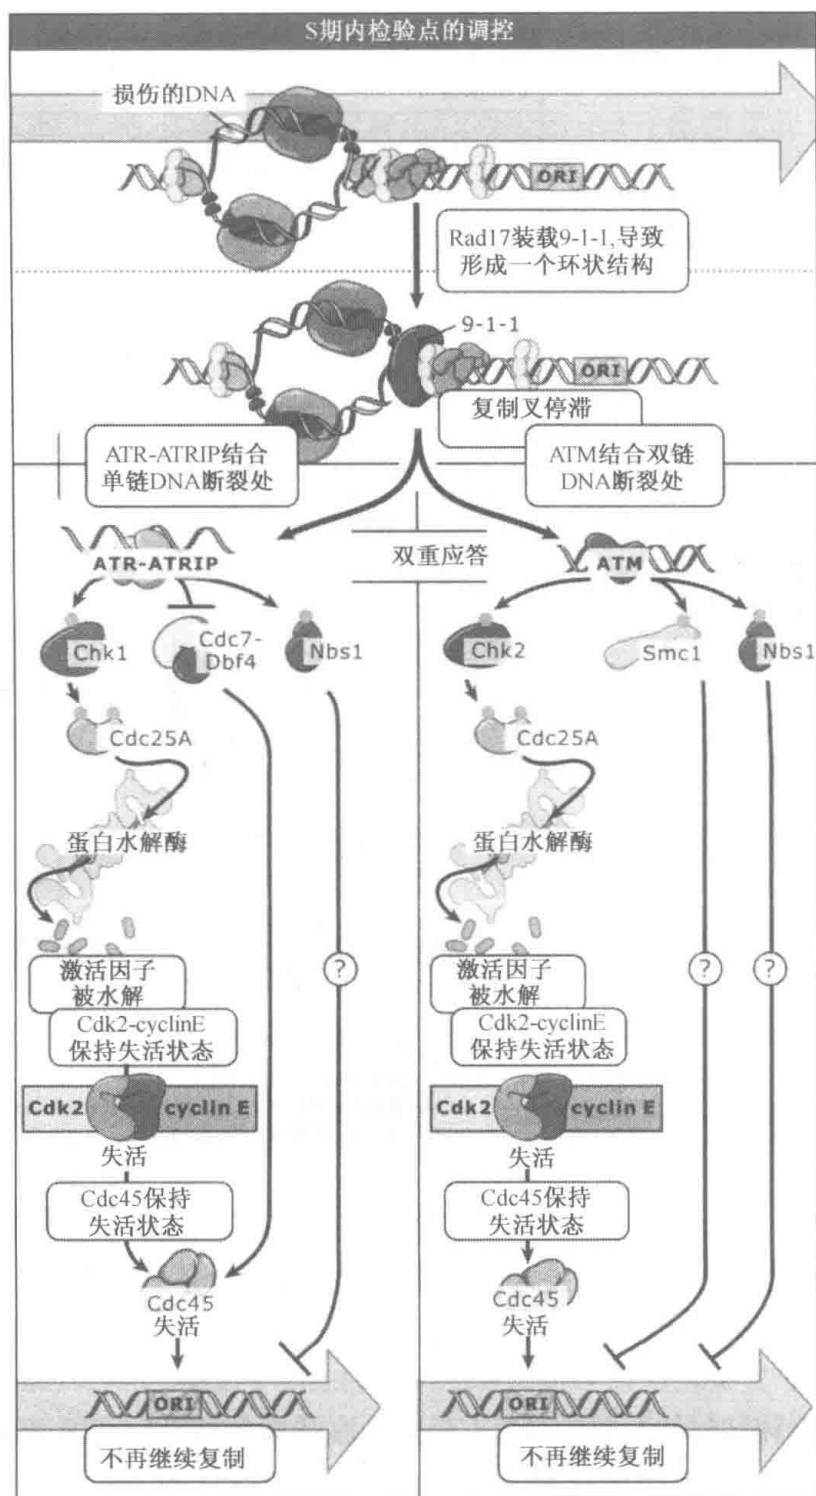 S期内检验点的调控
损伤的DNA
ORI
Rad17装载9-1-1,导致
形成一个环状结构
9-1-1
ORI
复制叉停滞
ATR-ATRIP结合
单链DNA断裂处
ATM结合双链
DNA断裂处
双重应答
ATR-ATRIP
Chk1
Cdc7-
Dbf4
Nbs1
Cdc25A
蛋白水解酶
?
激活因子
被水解
Cdk2-cyclinE
保持失活状态
Cdk2
cyclin E
失活
Cdc45保持
失活状态
Cdc45
失活
ORI
不再继续复制
ATM
Chk2
Smc1
Nbs1
Cdc25A
蛋白水解酶
?
?
激活因子
被水解
Cdk2-cyclinE
保持失活状态
Cdk2
cyclin E
失活
Cdc45保持
失活状态
Cdc45
失活
ORI
不再继续复制